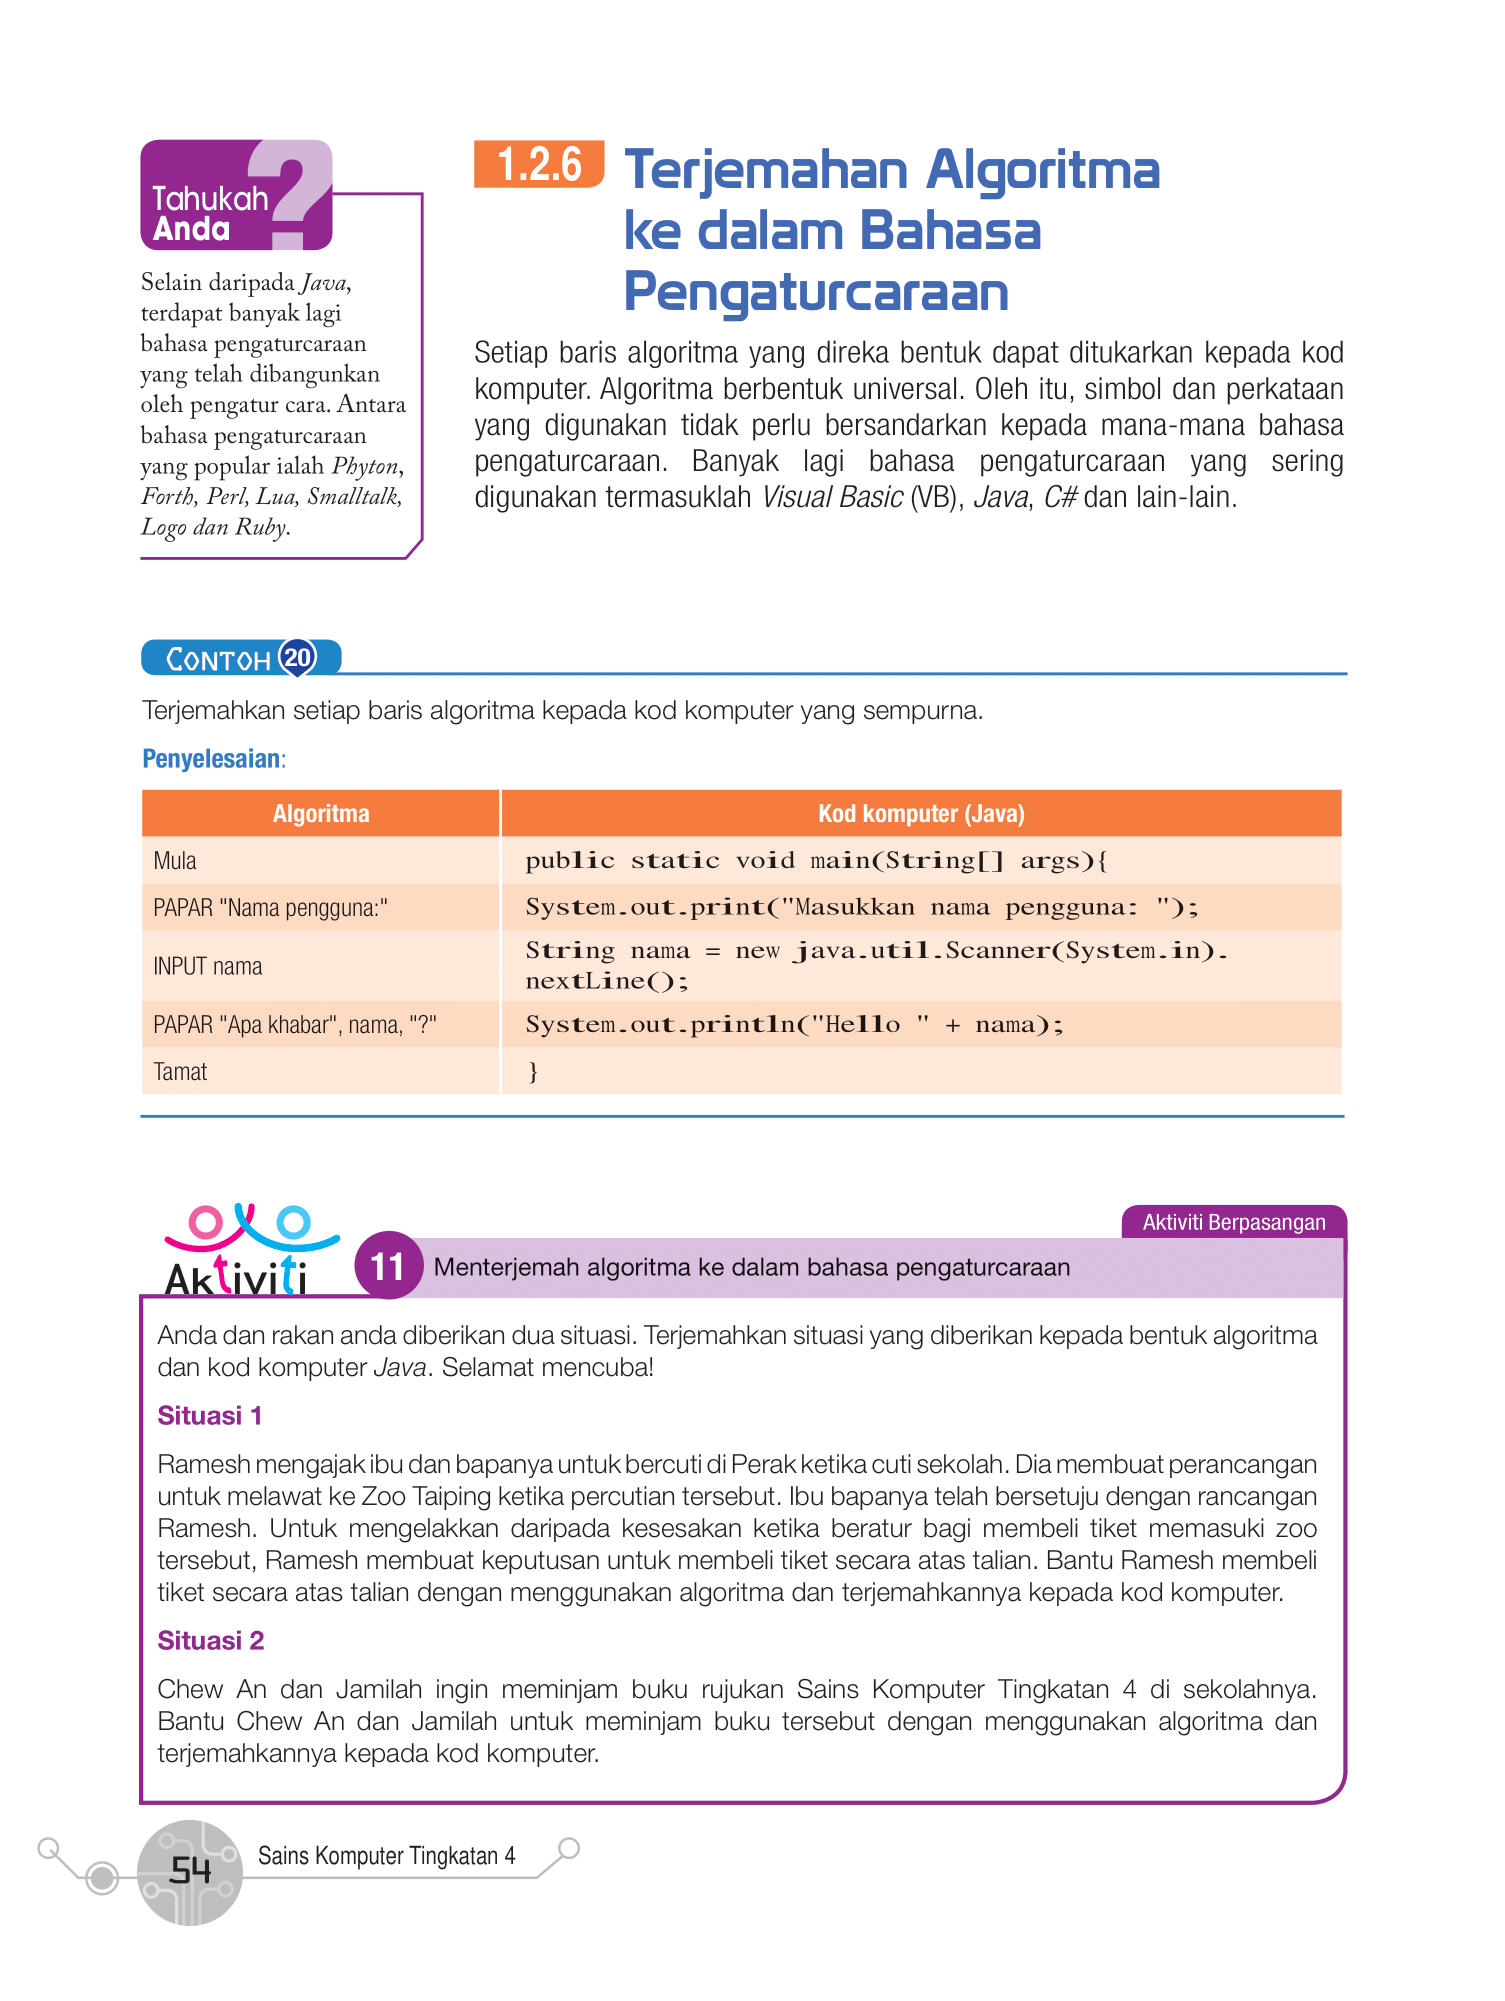 Tahukah
Anda
Selain daripada Java,
terdapat banyak lagi
bahasa pengaturcaraan
yang telah dibangunkan
oleh pengatur cara. Antara
bahasa pengaturcaraan
yang popular ialah Phyton,
Forth, Perl, Lua, Smalltalk,
Logo dan Ruby.
1.2.6 Terjemahan Algoritma
ke dalam Bahasa
Pengaturcaraan
Setiap baris algoritma yang direka bentuk dapat ditukarkan kepada kod
komputer. Algoritma berbentuk universal. Oleh itu, simbol dan perkataan
yang digunakan tidak perlu bersandarkan kepada mana-mana bahasa
pengaturcaraan. Banyak lagi bahasa pengaturcaraan yang sering
digunakan termasuklah Visual Basic (VB), Java, C# dan lain-lain.
CONTOH 20
Terjemahkan setiap baris algoritma kepada kod komputer yang sempurna.
Penyelesaian:
Algoritma Kod komputer (Java)
Mula public static void main(String[] args){
PAPAR "Nama pengguna:" System.out.print("Masukkan nama pengguna: ");
INPUT nama String nama = new java.util.Scanner(System.in).
nextLine();
PAPAR "Apa khabar", nama, "?" System.out.println("Hello " + nama);
Tamat }
Aktiviti Berpasangan
Aktiviti 11 Menterjemah algoritma ke dalam bahasa pengaturcaraan
Anda dan rakan anda diberikan dua situasi. Terjemahkan situasi yang diberikan kepada bentuk algoritma
dan kod komputer Java. Selamat mencuba!
Situasi 1
Ramesh mengajak ibu dan bapanya untuk bercuti di Perak ketika cuti sekolah. Dia membuat perancangan
untuk melawat ke Zoo Taiping ketika percutian tersebut. Ibu bapanya telah bersetuju dengan rancangan
Ramesh. Untuk mengelakkan daripada kesesakan ketika beratur bagi membeli tiket memasuki zoo
tersebut, Ramesh membuat keputusan untuk membeli tiket secara atas talian. Bantu Ramesh membeli
tiket secara atas talian dengan menggunakan algoritma dan terjemahkannya kepada kod komputer.
Situasi 2
Chew An dan Jamilah ingin meminjam buku rujukan Sains Komputer Tingkatan 4 di sekolahnya.
Bantu Chew An dan Jamilah untuk meminjam buku tersebut dengan menggunakan algoritma dan
terjemahkannya kepada kod komputer.
54 Sains Komputer Tingkatan 4